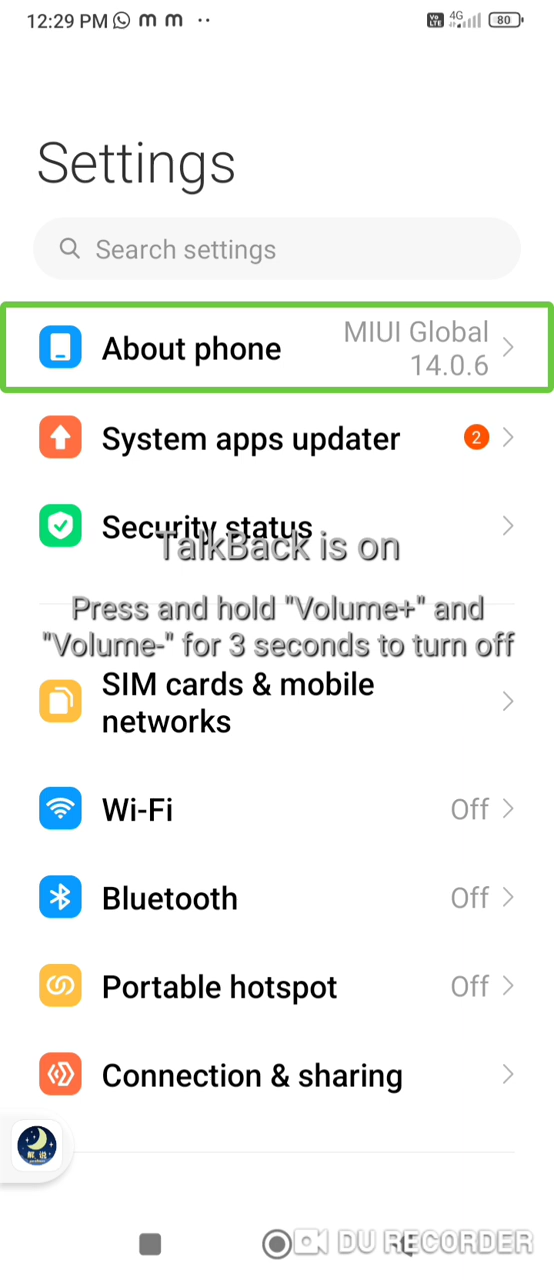 12:29 PM
Vo
LTE
4G
80
Settings
Search settings
About phone
MIUI Global
14.0.6
System apps updater
2
Security status
TalkBack is on
Press and hold "Volume+" and
"Volume-" for 3 seconds to turn off
SIM cards & mobile
networks
Wi-Fi
Off
Bluetooth
Off
Portable hotspot
Off
Connection & sharing
DU RECORDER